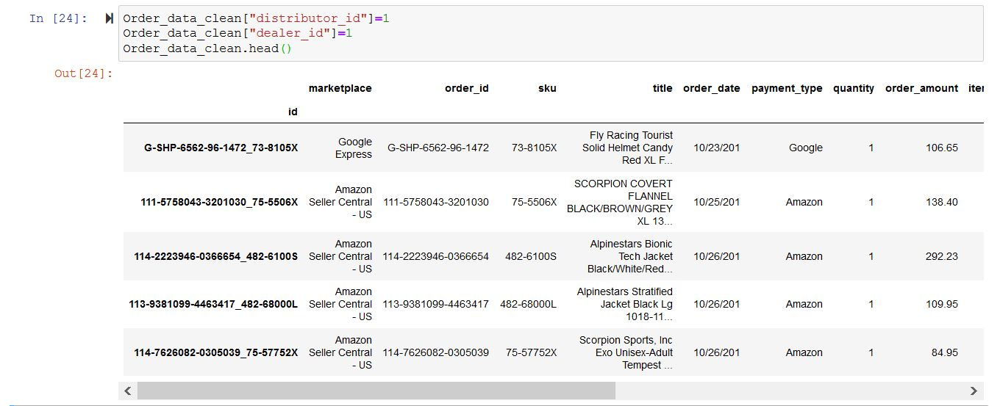 In [24]:
Order_data_clean["distributor_id"]=1
Order_data_clean["dealer_id"]=1
Order_data_clean.head()
Out[24]:
marketplace order_id sku title order_date payment_type quantity order_amount iter
id
G-SHP-6562-96-1472_73-8105X Google Express G-SHP-6562-96-1472 73-8105X Fly Racing Tourist Solid Helmet Candy Red XL F... 10/23/201 Google 1 106.65
111-5758043-3201030_75-5506X Amazon Seller Central - US 111-5758043-3201030 75-5506X SCORPION COVERT FLANNEL BLACK/BROWN/GREY XL 13... 10/25/201 Amazon 1 138.40
114-2223946-0366654_482-6100S Amazon Seller Central - US 114-2223946-0366654 482-6100S Alpinestars Bionic Tech Jacket Black/White/Red... 10/26/201 Amazon 1 292.23
113-9381099-4463417_482-68000L Amazon Seller Central - US 113-9381099-4463417 482-68000L Alpinestars Stratified Jacket Black Lg 1018-11... 10/26/201 Amazon 1 109.95
114-7626082-0305039_75-57752X Amazon Seller Central - US 114-7626082-0305039 75-57752X Scorpion Sports, Inc Exo Unisex-Adult Tempest ... 10/26/201 Amazon 1 84.95